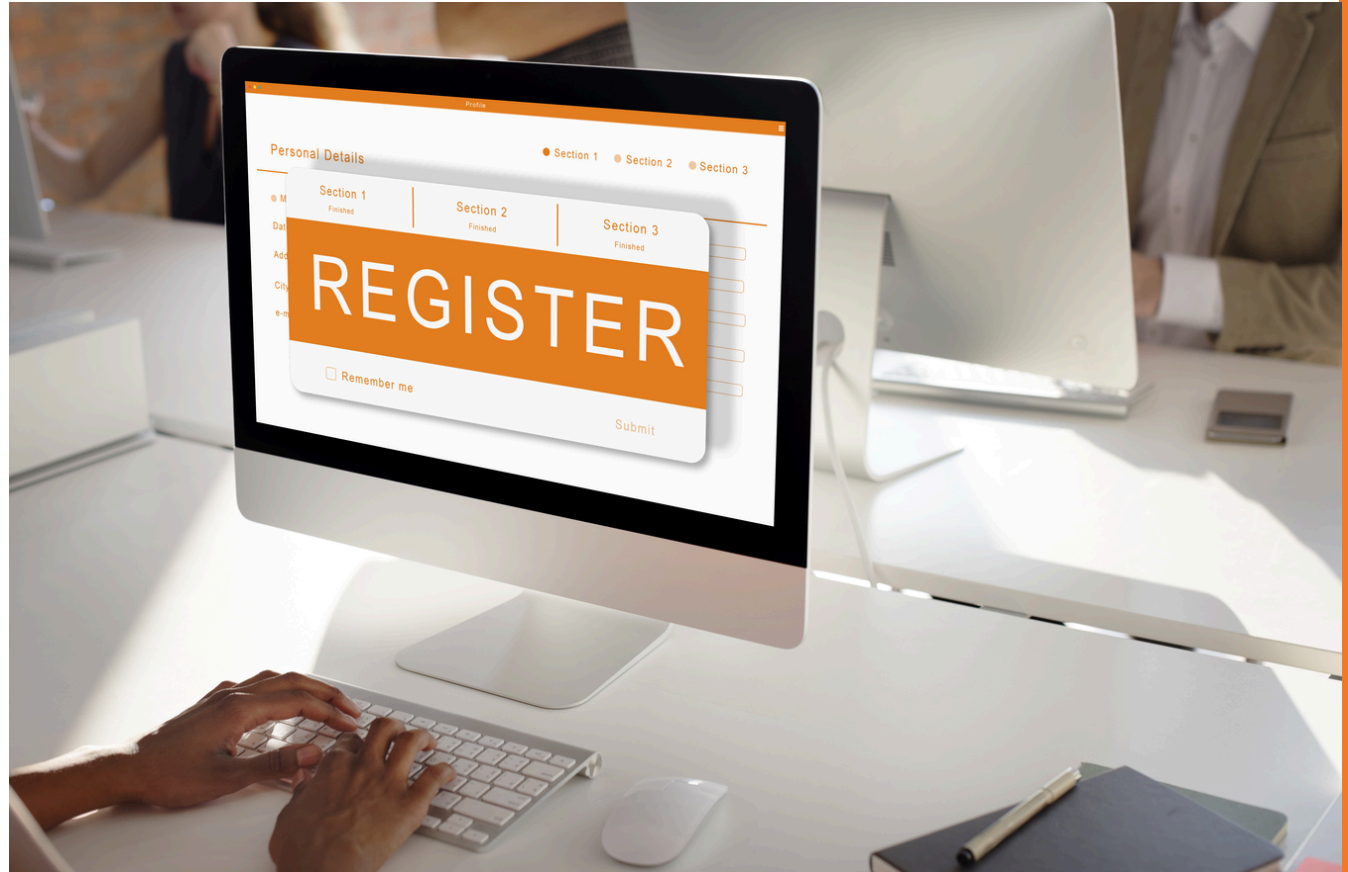 Profile
Personal Details
Section 1 Section 2 Section 3
Section 1 Section 2 Section 3
Finished Finished Finished
REGISTER
Remember me
Submit